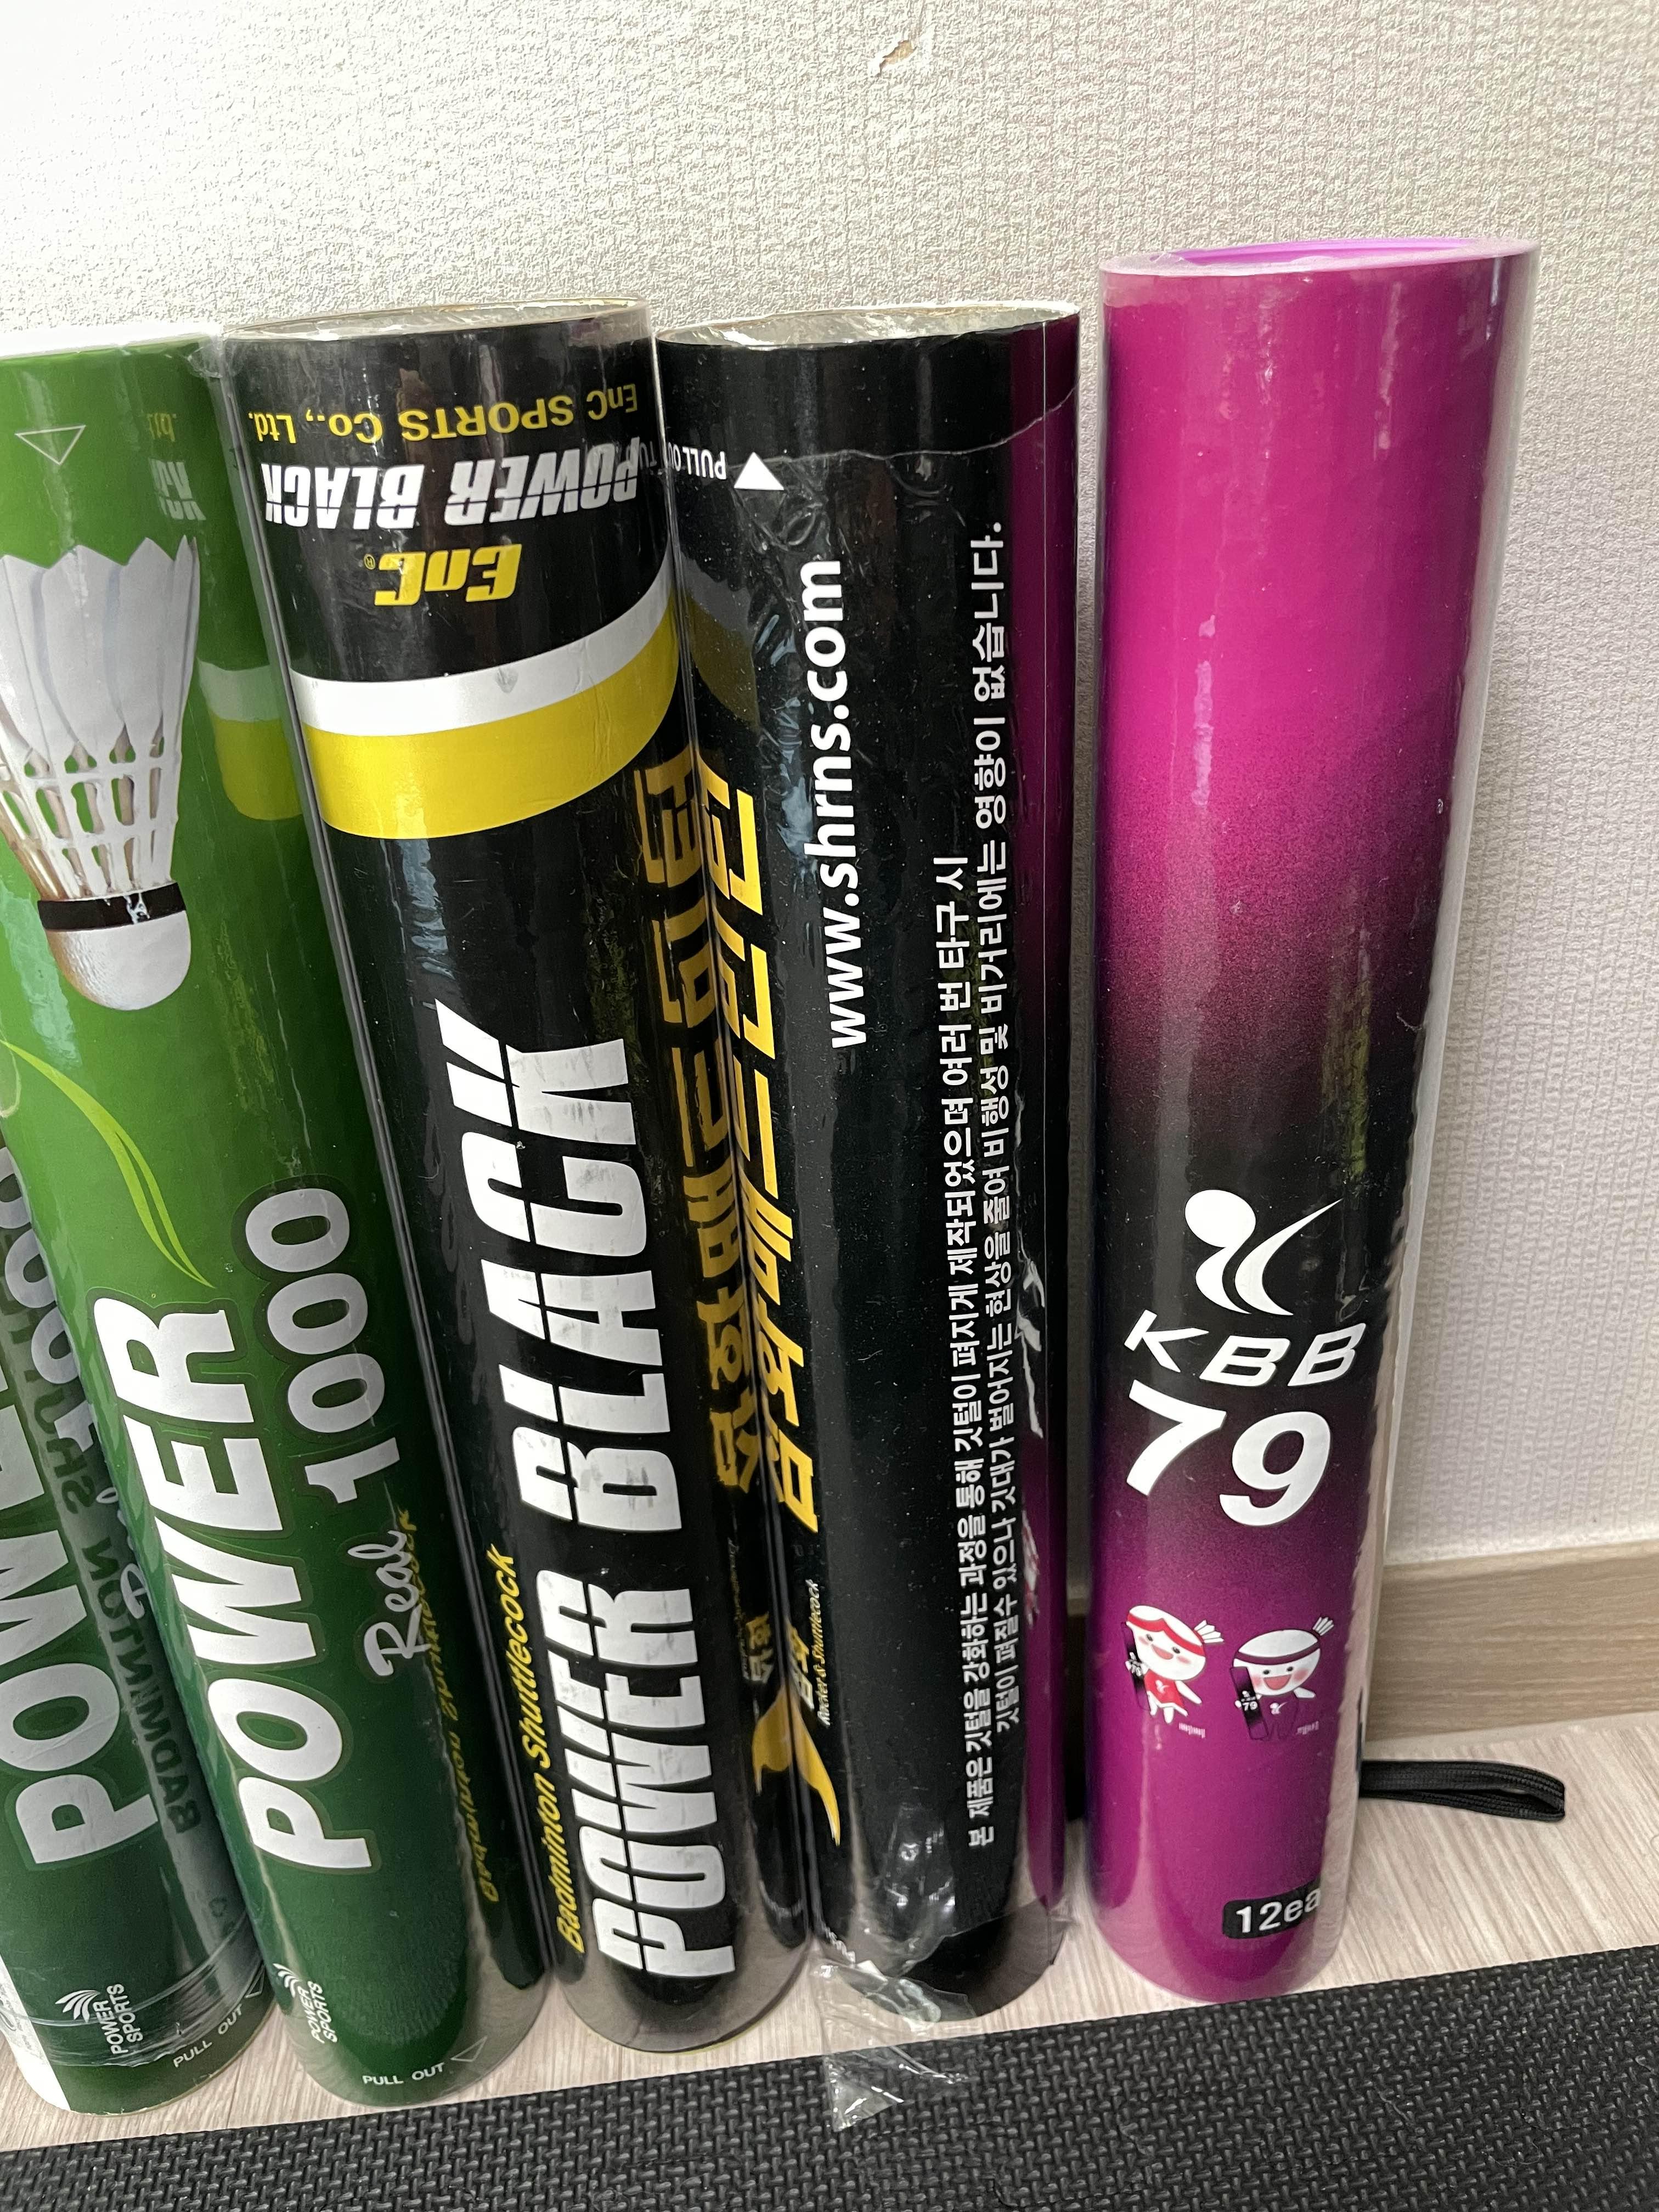 POWER
POWER
Real 1000
POWER
SPORTS
PULL OUT
POWER
SPORTS
PULL OUT
EnC SPORTS Co., Ltd.
POWER BLACK
EnC®
POWER BLACK
Badminton Shuttlecock
PULL OUT
www.shrns.com
본 제품은 깃털을 강화하는 과정을 통해 깃털이 펴지게 제작되었으며 여러 번 타구 시
깃털이 펴질수 있으나 깃대가 벌어지는 현상을 줄여 비행성 및 비거리에는 영향이 없습니다.
KBB
79
12ea